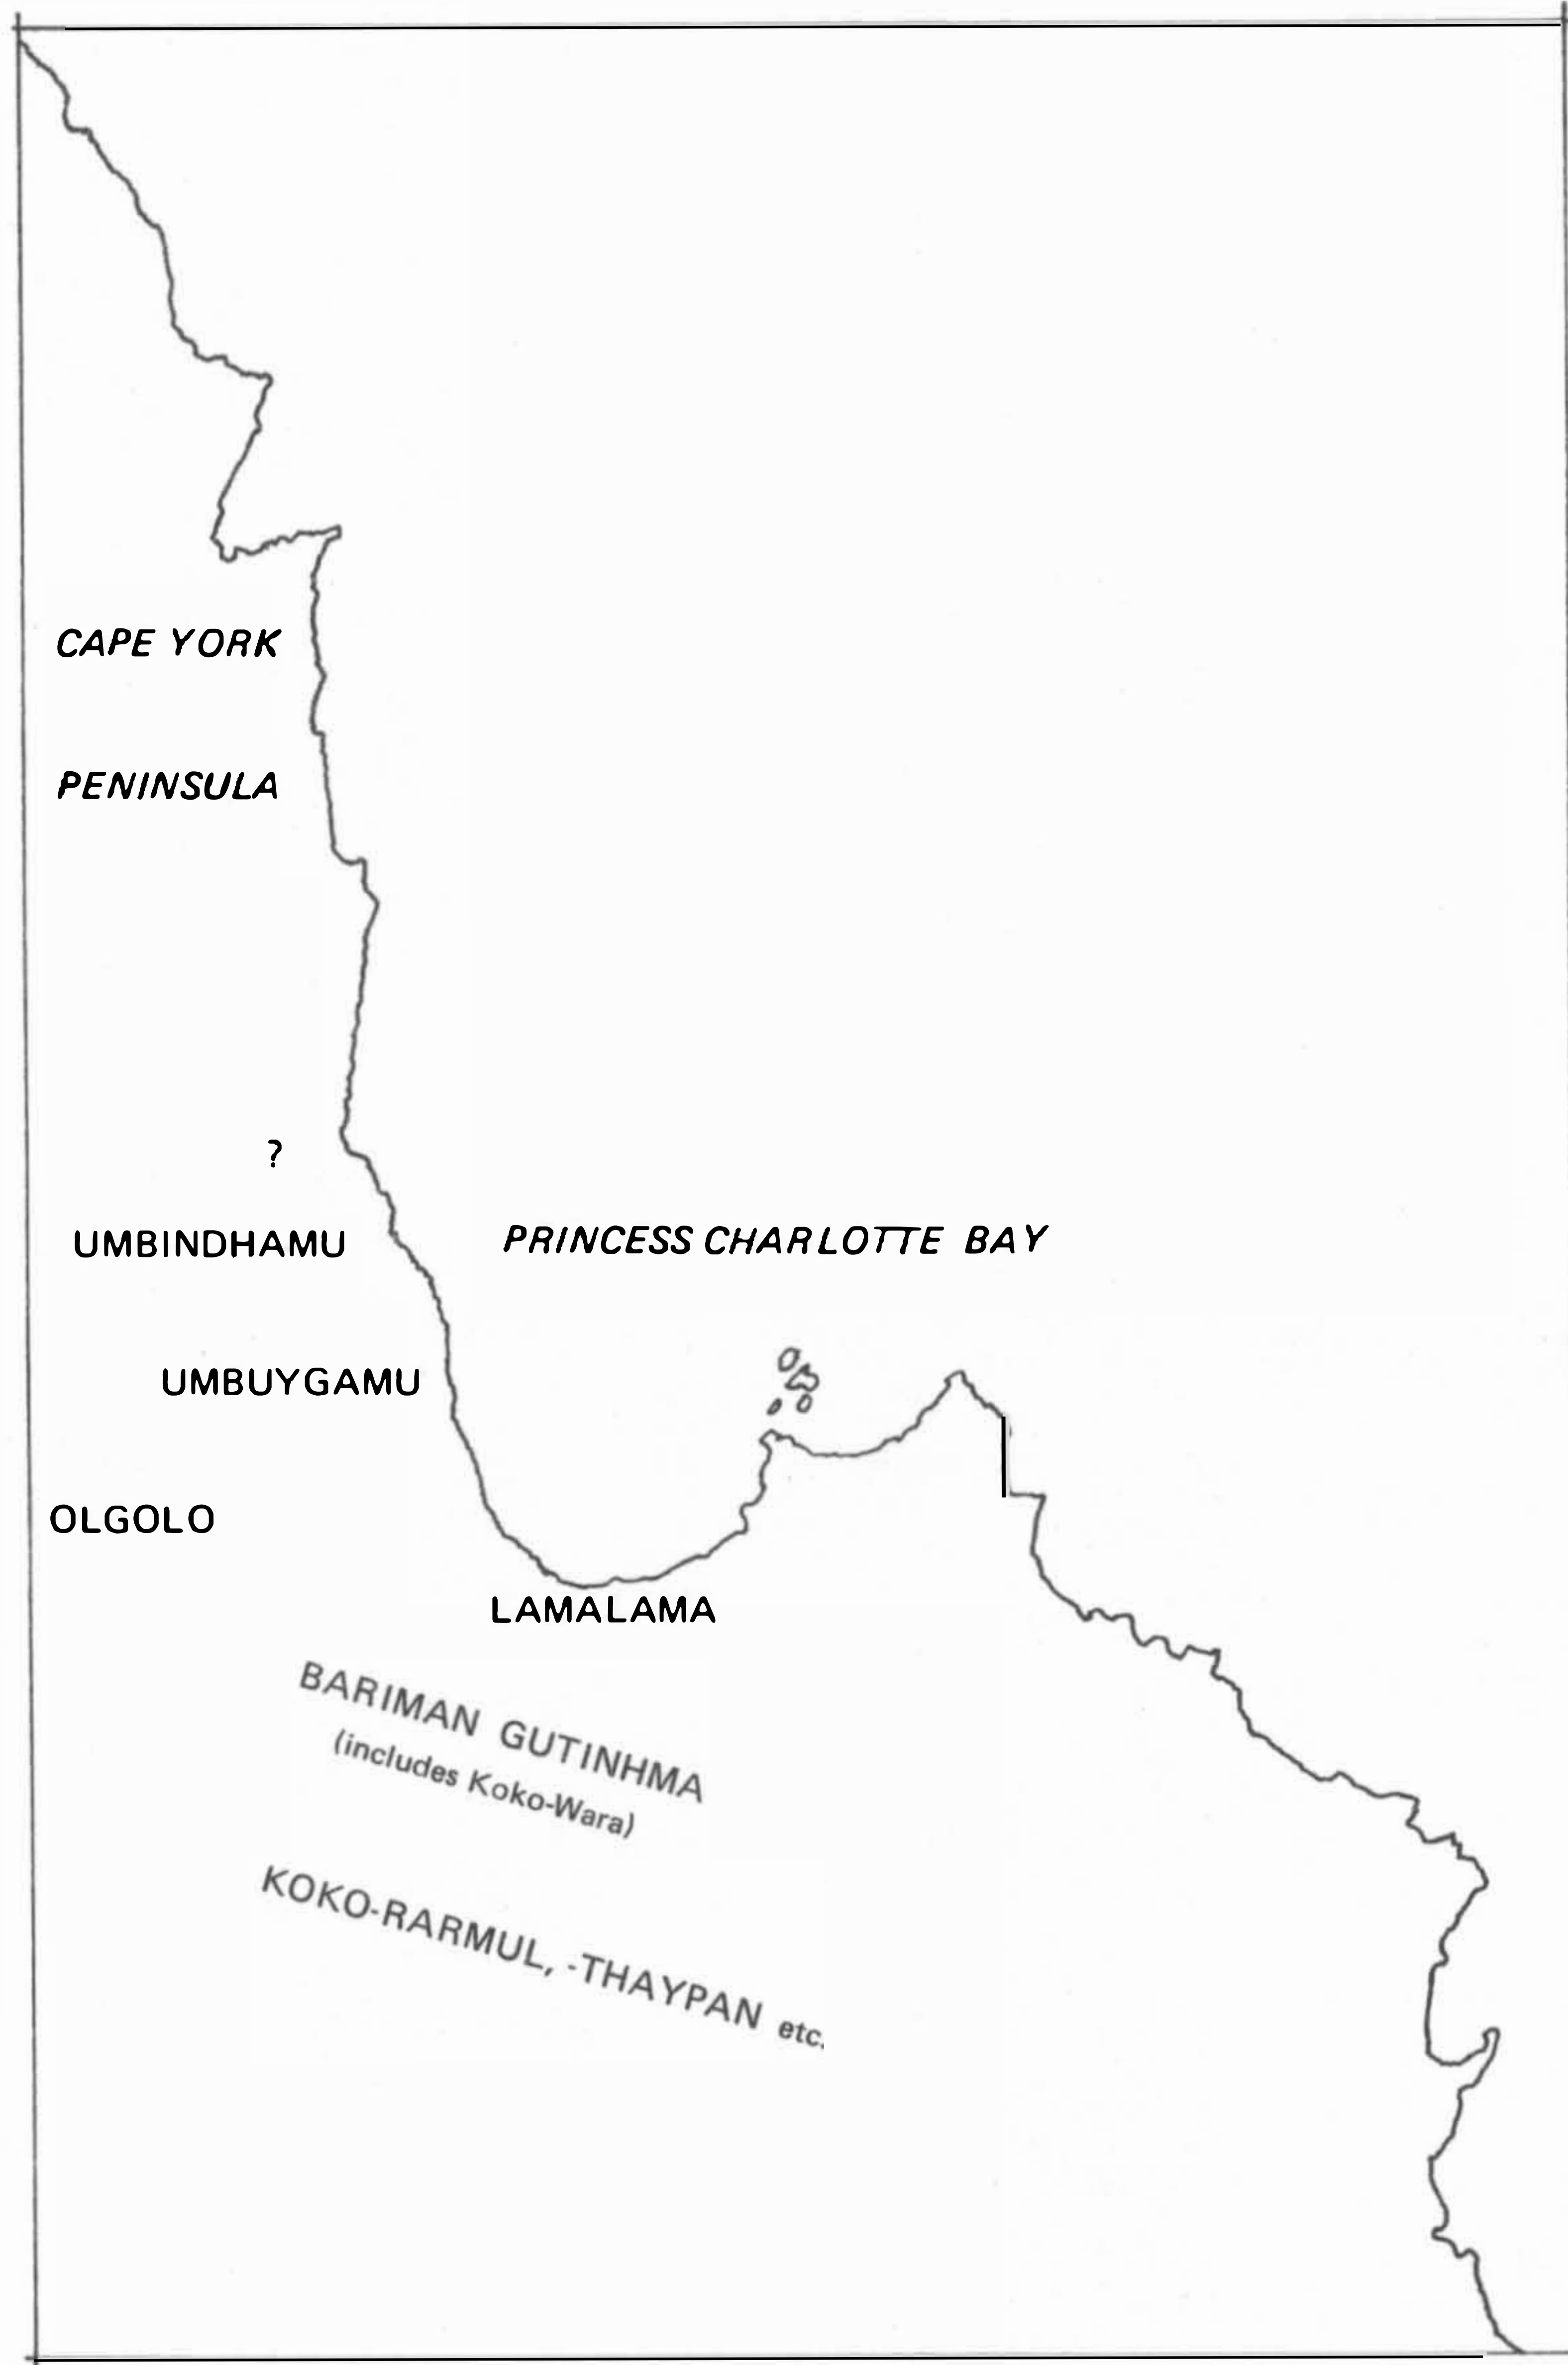 CAPE YORK
PENINSULA
?
UMBINDHAMU
PRINCESS CHARLOTTE BAY
UMBUYGAMU
OLGOLO
LAMALAMA
BARIMAN GUTINHMA
(includes Koko-Wara)
KOKO-RARMUL, -THAYPAN etc.